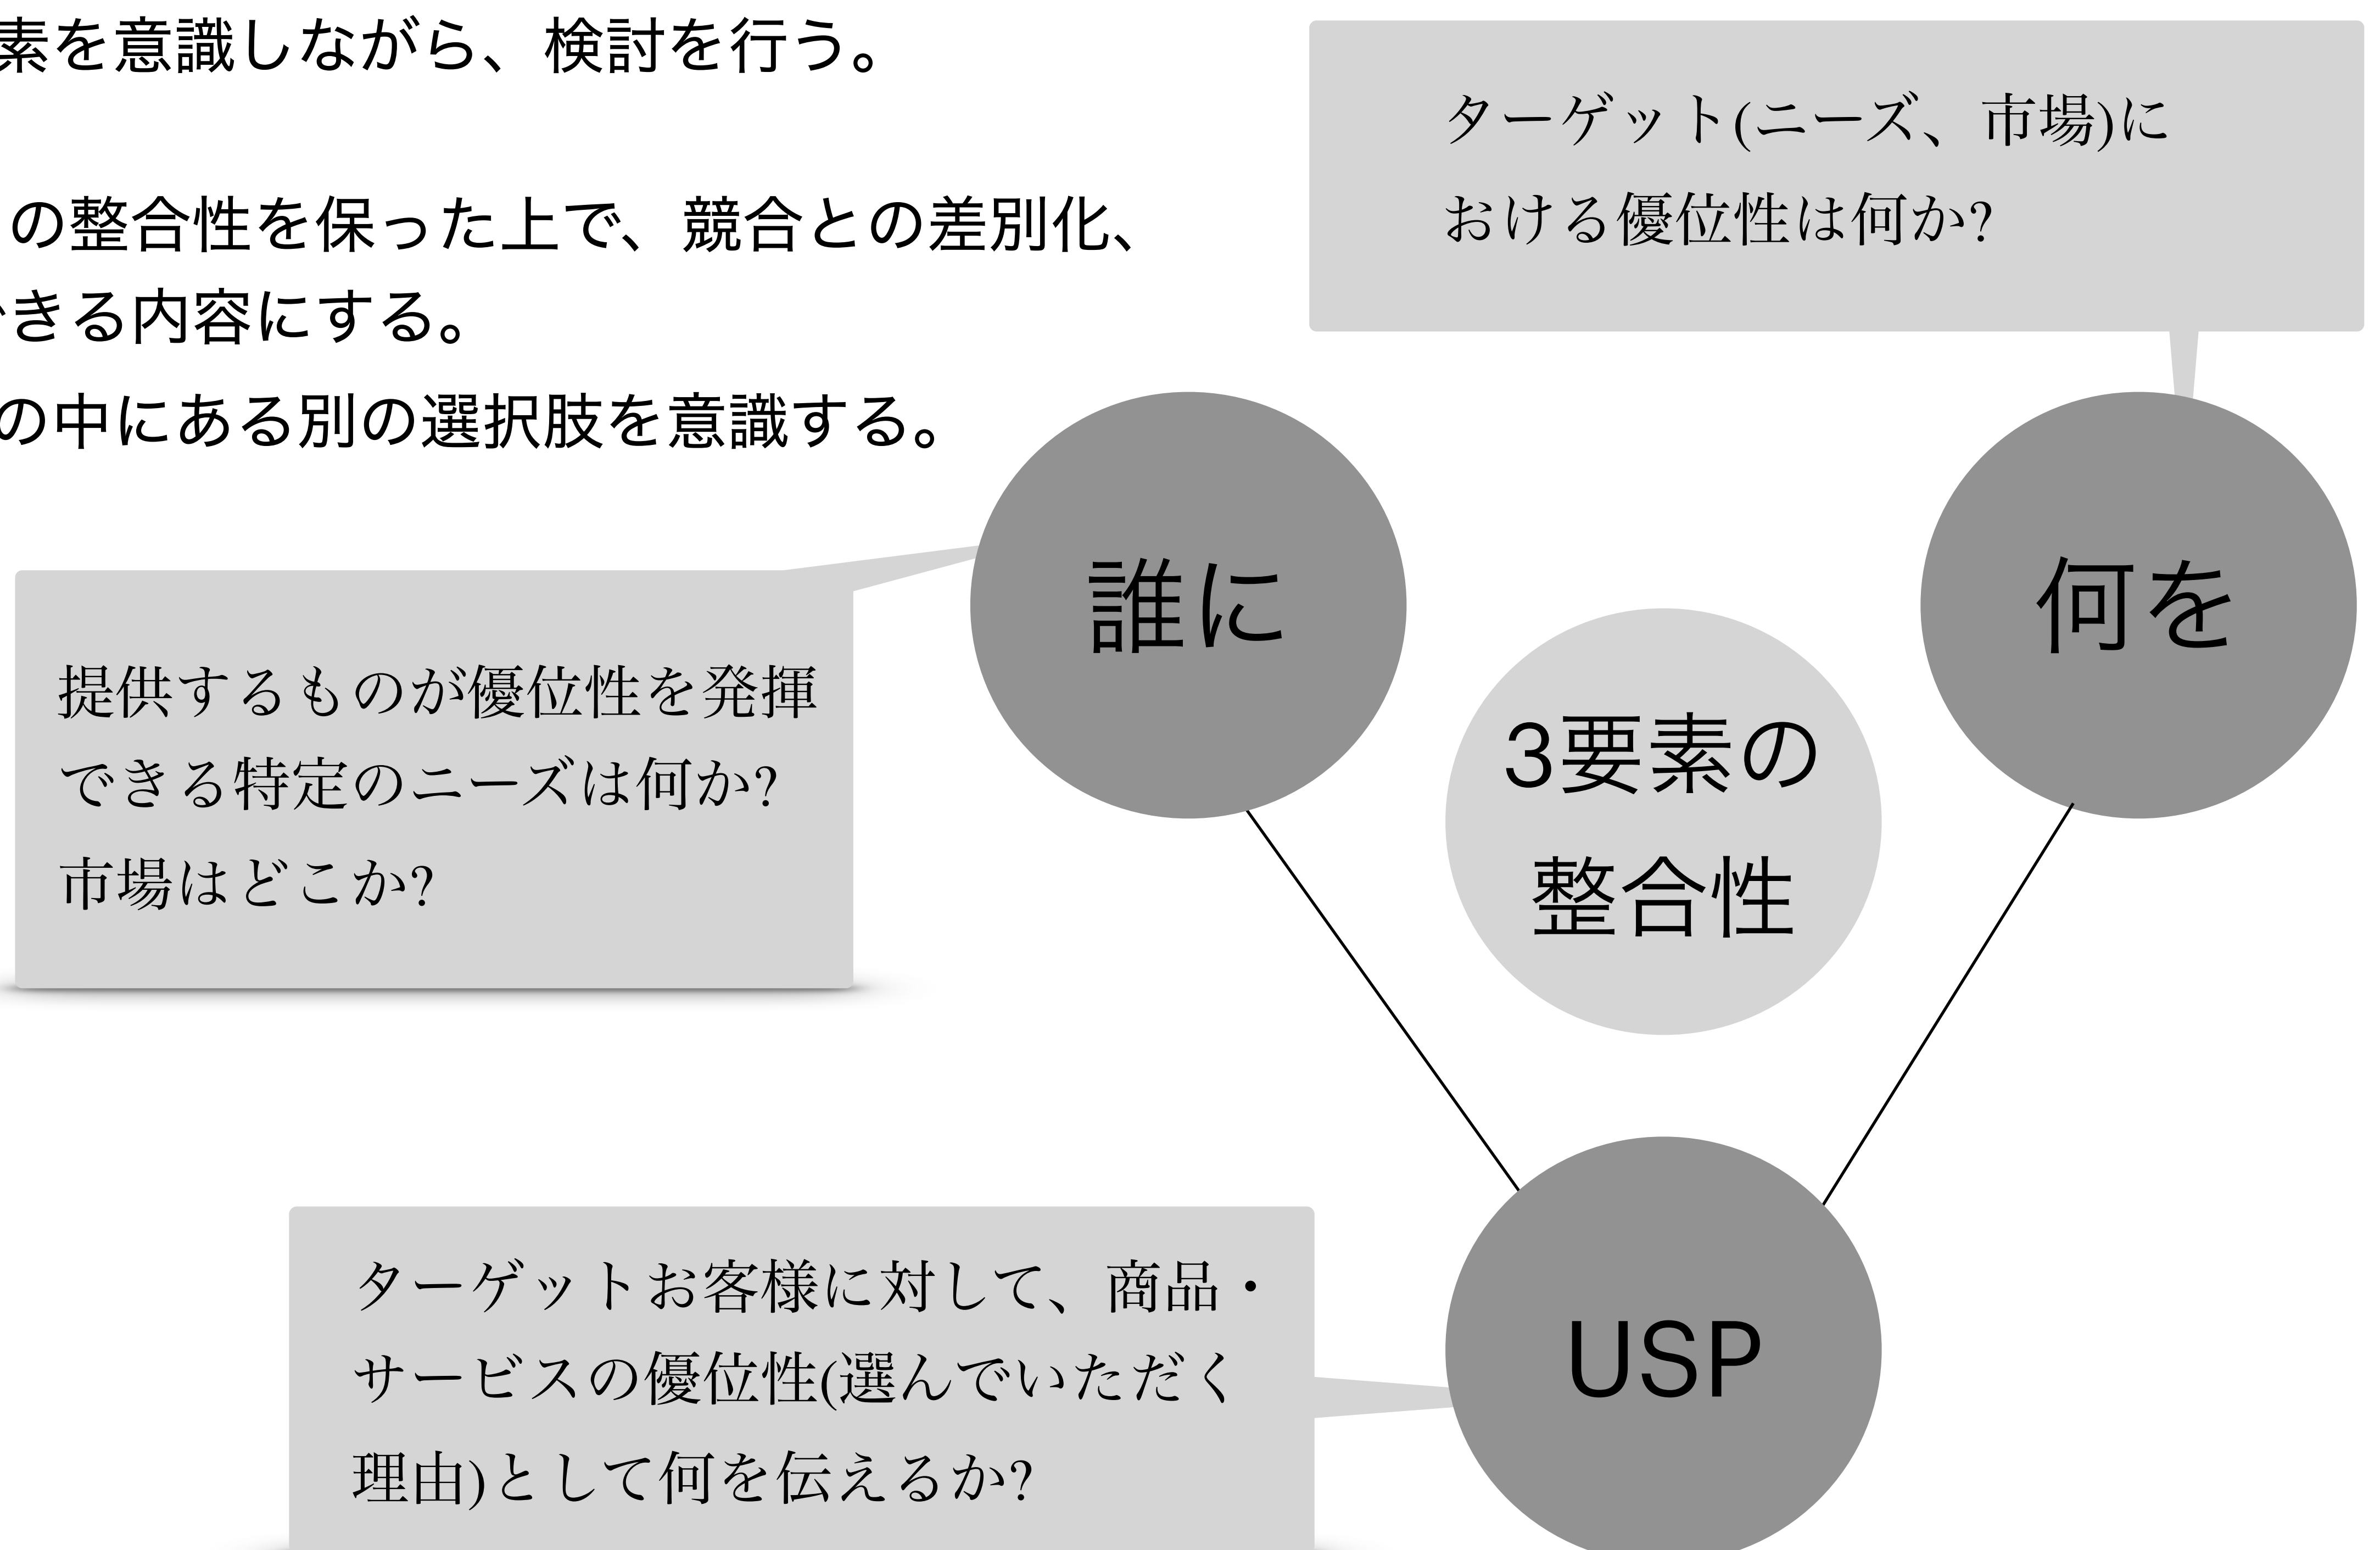 素を意識しながら、検討を行う。
の整合性を保った上で、競合との差別化、
きる内容にする。
の中にある別の選択肢を意識する。
ターゲット(ニーズ、市場)に
おける優位性は何か?
誰に
何を
提供するものが優位性を発揮
できる特定のニーズは何か?
市場はどこか?
3要素の
整合性
ターゲットお客様に対して、商品・
サービスの優位性(選んでいただく
理由)として何を伝えるか?
USP